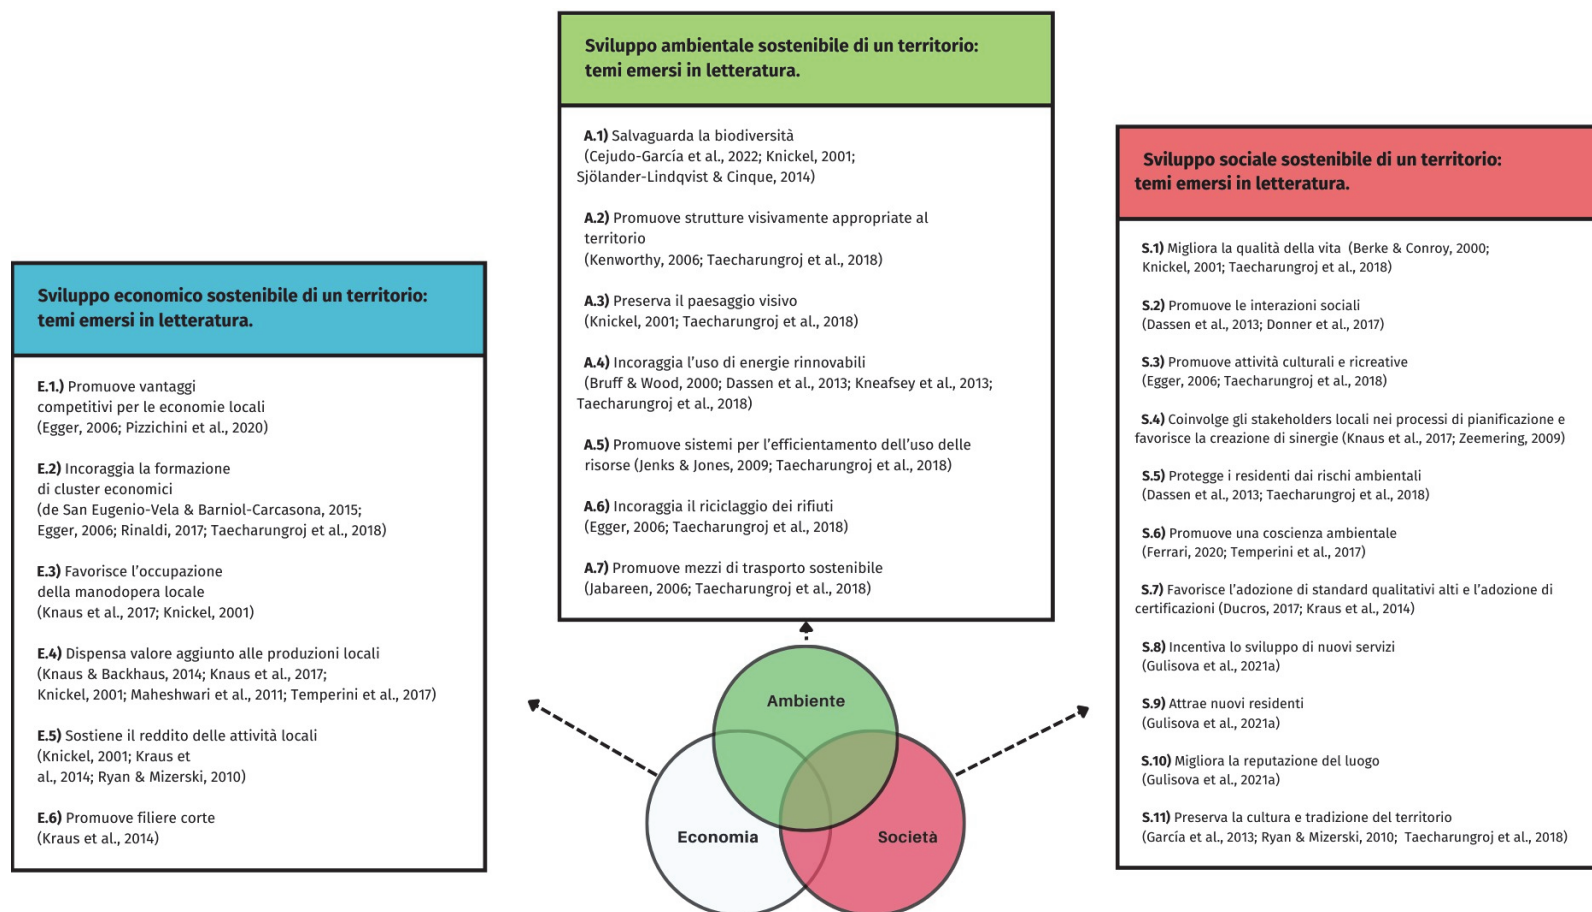 Sviluppo ambientale sostenibile di un territorio:
temi emersi in letteratura.
A.1) Salvaguarda la biodiversità
(Cejudo-García et al., 2022; Knickel, 2001;
Sjölander-Lindqvist & Cinque, 2014)
A.2) Promuove strutture visivamente appropriate al
territorio
(Kenworthy, 2006; Taecharungroj et al., 2018)
A.3) Preserva il paesaggio visivo
(Knickel, 2001; Taecharungroj et al., 2018)
A.4) Incoraggia l'uso di energie rinnovabili
(Bruff & Wood, 2000; Dassen et al., 2013; Kneafsey et al., 2013;
Taecharungroj et al., 2018)
A.5) Promuove sistemi per l'efficientamento dell'uso delle
risorse (Jenks & Jones, 2009; Taecharungroj et al., 2018)
A.6) Incoraggia il riciclaggio dei rifiuti
(Egger, 2006; Taecharungroj et al., 2018)
A.7) Promuove mezzi di trasporto sostenibile
(Jabareen, 2006; Taecharungroj et al., 2018)
Sviluppo economico sostenibile di un territorio:
temi emersi in letteratura.
E.1.) Promuove vantaggi
competitivi per le economie locali
(Egger, 2006; Pizzichini et al., 2020)
E.2) Incoraggia la formazione
di cluster economici
(de San Eugenio-Vela & Barniol-Carcasona, 2015;
Egger, 2006; Rinaldi, 2017; Taecharungroj et al., 2018)
E.3) Favorisce l'occupazione
della manodopera locale
(Knaus et al., 2017; Knickel, 2001)
E.4) Dispensa valore aggiunto alle produzioni locali
(Knaus & Backhaus, 2014; Knaus et al., 2017;
Knickel, 2001; Maheshwari et al., 2011; Temperini et al., 2017)
E.5) Sostiene il reddito delle attività locali
(Knickel, 2001; Kraus et
al., 2014; Ryan & Mizerski, 2010)
E.6) Promuove filiere corte
(Kraus et al., 2014)
Sviluppo sociale sostenibile di un territorio:
temi emersi in letteratura.
S.1) Migliora la qualità della vita (Berke & Conroy, 2000;
Knickel, 2001; Taecharungroj et al., 2018)
S.2) Promuove le interazioni sociali
(Dassen et al., 2013; Donner et al., 2017)
S.3) Promuove attività culturali e ricreative
(Egger, 2006; Taecharungroj et al., 2018)
S.4) Coinvolge gli stakeholders locali nei processi di pianificazione e
favorisce la creazione di sinergie (Knaus et al., 2017; Zeemering, 2009)
S.5) Protegge i residenti dai rischi ambientali
(Dassen et al., 2013; Taecharungroj et al., 2018)
S.6) Promuove una coscienza ambientale
(Ferrari, 2020; Temperini et al., 2017)
S.7) Favorisce l'adozione di standard qualitativi alti e l'adozione di
certificazioni (Ducros, 2017; Kraus et al., 2014)
S.8) Incentiva lo sviluppo di nuovi servizi
(Gulisova et al., 2021a)
S.9) Attrae nuovi residenti
(Gulisova et al., 2021a)
S.10) Migliora la reputazione del luogo
(Gulisova et al., 2021a)
S.11) Preserva la cultura e tradizione del territorio
(García et al., 2013; Ryan & Mizerski, 2010; Taecharungroj et al., 2018)
Ambiente
Economia
Società